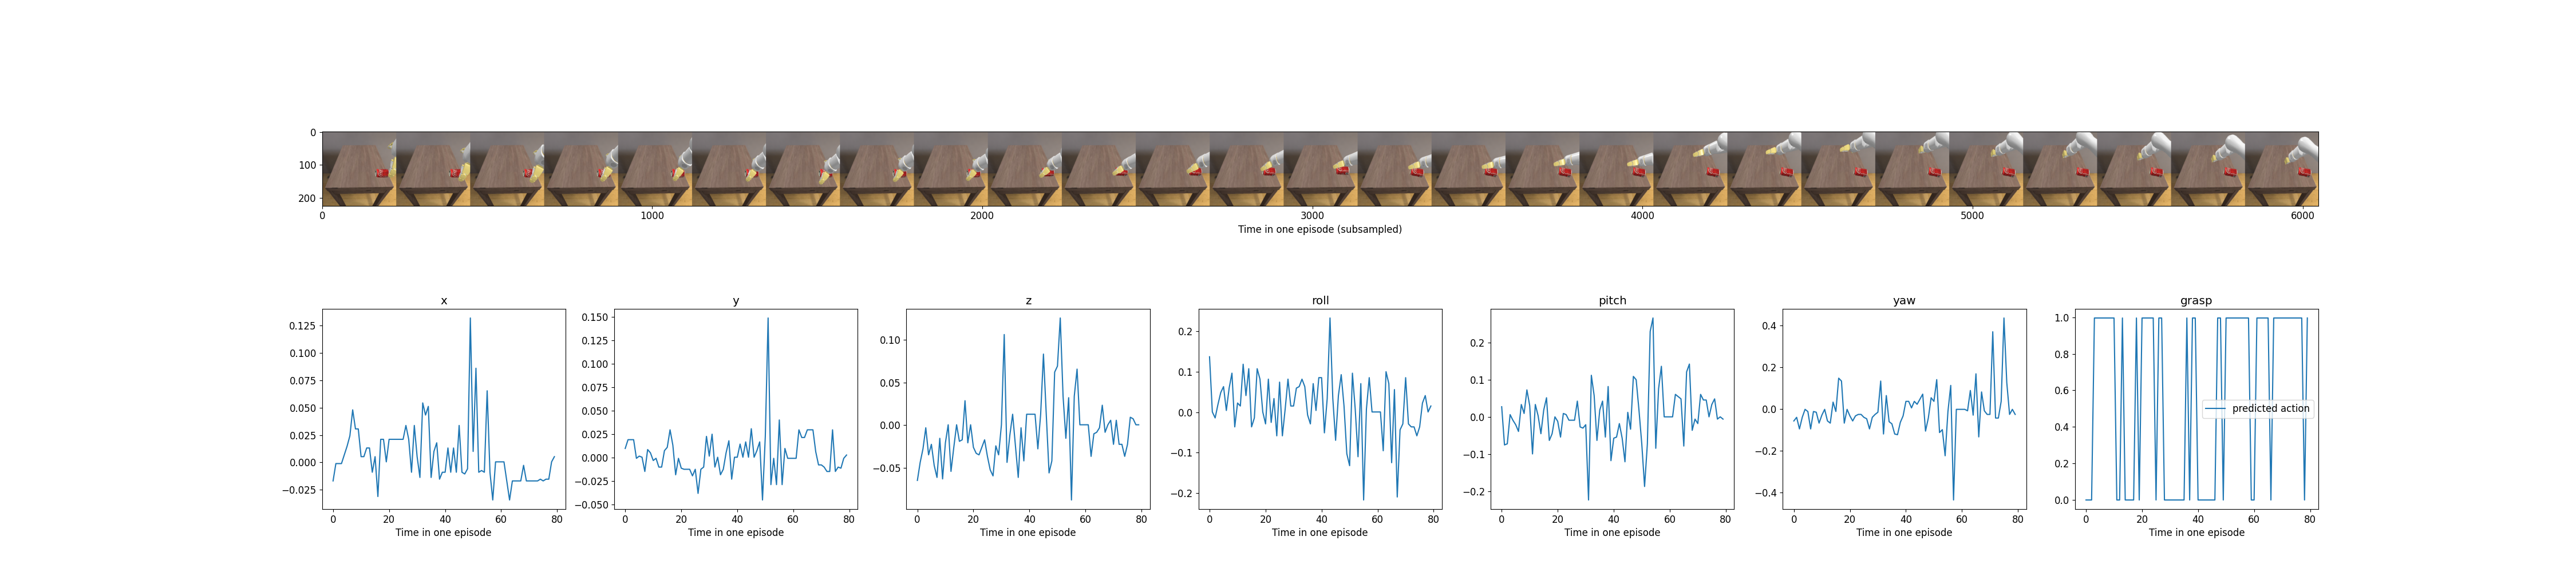 0
100
200
0 1000 2000 3000 4000 5000 6000
Time in one episode (subsampled)
x
0.125
0.100
0.075
0.050
0.025
0.000
−0.025
0 20 40 60 80
Time in one episode
y
0.150
0.125
0.100
0.075
0.050
0.025
0.000
−0.025
−0.050
0 20 40 60 80
Time in one episode
z
0.10
0.05
0.00
−0.05
0 20 40 60 80
Time in one episode
roll
0.2
0.1
0.0
−0.1
−0.2
0 20 40 60 80
Time in one episode
pitch
0.2
0.1
0.0
−0.1
−0.2
0 20 40 60 80
Time in one episode
yaw
0.4
0.2
0.0
−0.2
−0.4
0 20 40 60 80
Time in one episode
grasp
1.0
0.8
0.6
0.4
0.2
0.0
predicted action
0 20 40 60 80
Time in one episode